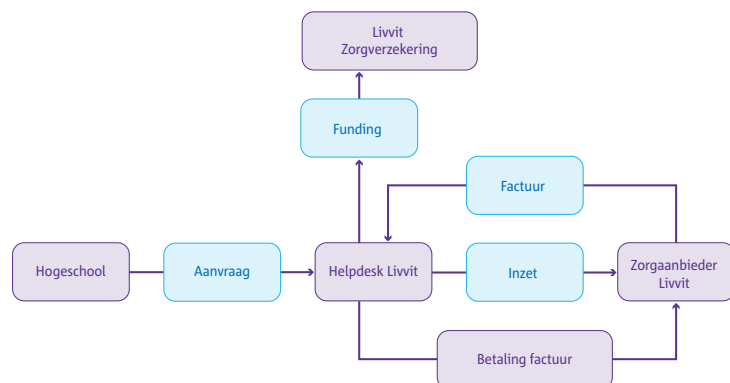 Livvit
Zorgverzekering
Funding
Factuur
Hogeschool
Aanvraag
Helpdesk Livvit
Inzet
Zorgaanbieder
Livvit
Betaling factuur